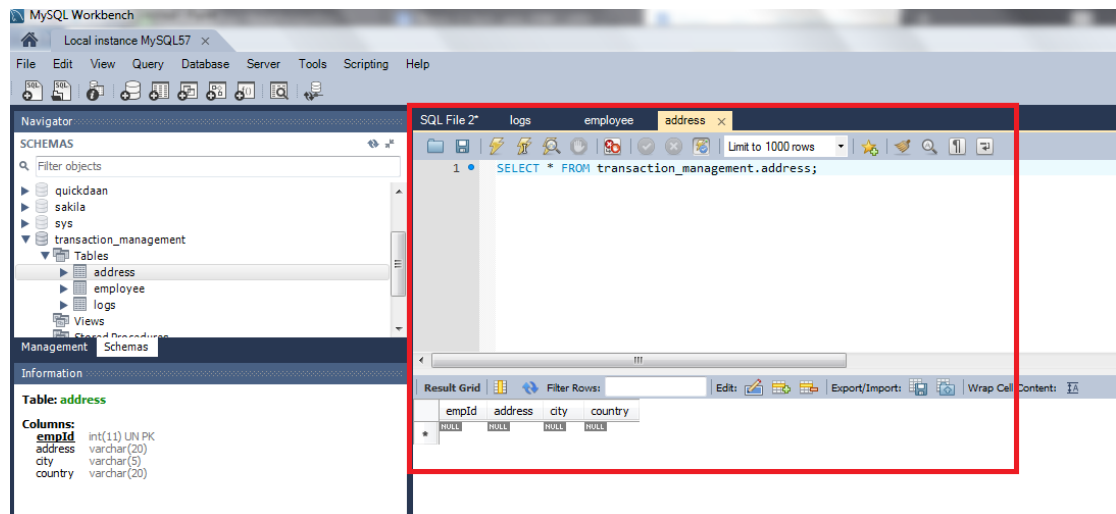 MySQL Workbench
Local instance MySQL57
File Edit View Query Database Server Tools Scripting Help
Navigator
SCHEMAS
Filter objects
quickdaan
sakila
sys
transaction_management
Tables
address
employee
logs
Views
Stored Procedures
Management Schemas
Information
Table: address
Columns:
empId int(11) UN PK
address varchar(20)
city varchar(5)
country varchar(20)
SQL File 2* logs employee address
Limit to 1000 rows
1 SELECT * FROM transaction_management.address;
Result Grid Filter Rows: Edit: Export/Import: Wrap Cell Content:
empId address city country
* NULL NULL NULL NULL